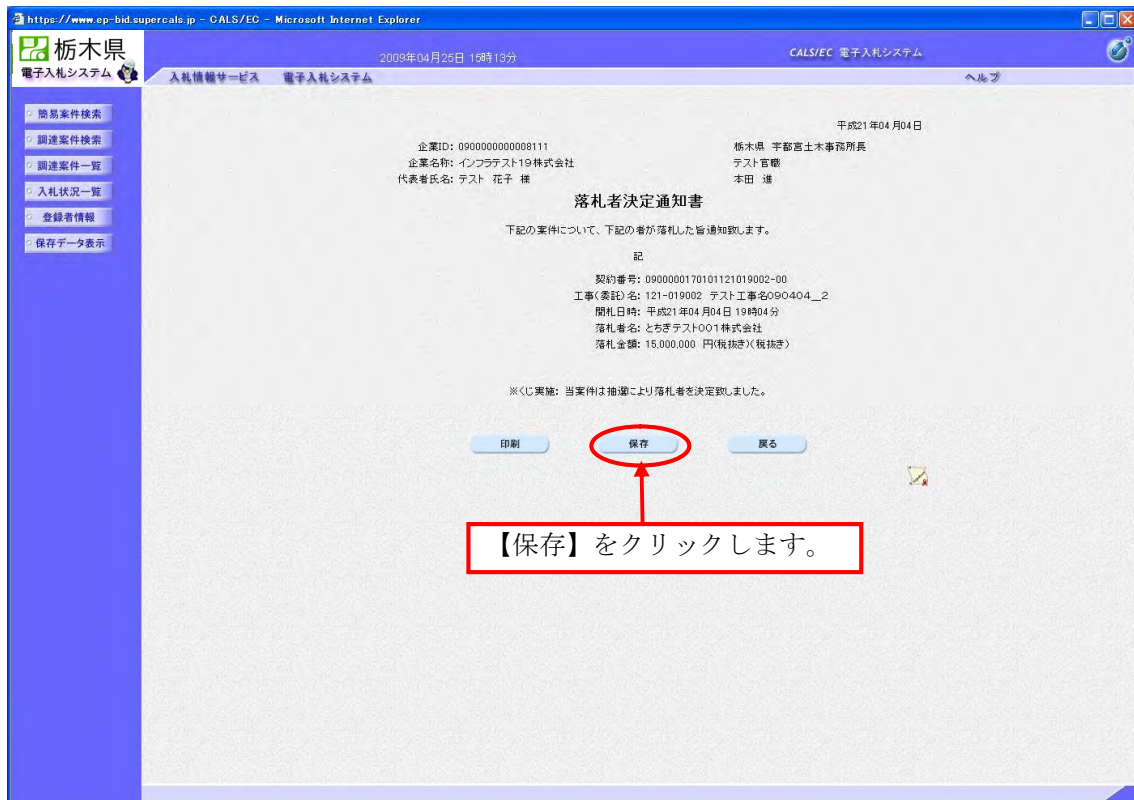 https://www.ep-bid.supercals.jp - CALS/EC - Microsoft Internet Explorer
栃木県
電子入札システム
2009年04月25日 15時13分
CALS/EC 電子入札システム
入札情報サービス 電子入札システム ヘルプ
簡易案件検索
調達案件検索
調達案件一覧
入札状況一覧
登録者情報
保存データ表示
平成21年04月04日
企業ID: 0900000000008111
企業名称: インフラテスト19株式会社
代表者氏名: テスト 花子 様
栃木県 宇都宮土木事務所長
テスト官職
本田 進
落札者決定通知書
下記の案件について、下記の者が落札した旨通知致します。
記
契約番号: 0900000170101121019002-00
工事(委託)名: 121-019002 テスト工事名090404__2
開札日時: 平成21年04月04日 19時04分
落札者名: とちぎテスト001株式会社
落札金額: 15,000,000 円(税抜き)(税抜き)
※くじ実施: 当案件は抽選により落札者を決定致しました。
印刷 保存 戻る
【保存】をクリックします。